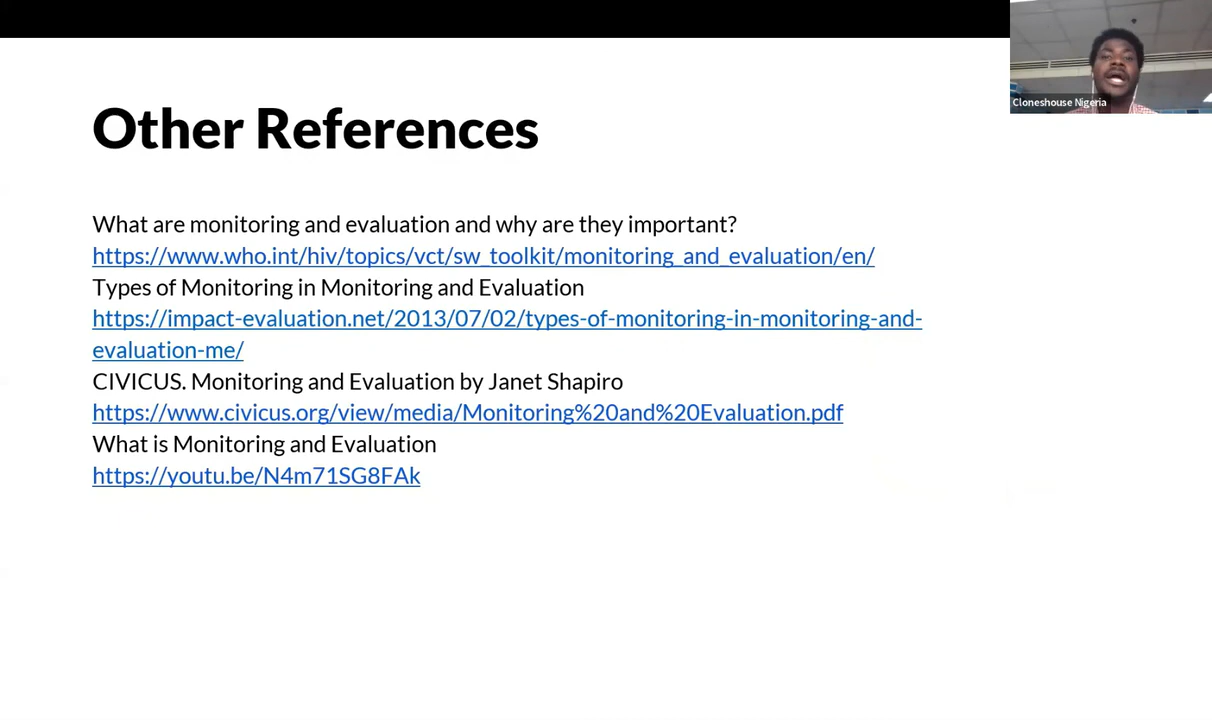 Cloneshouse Nigeria
Other References
What are monitoring and evaluation and why are they important?
https://www.who.int/hiv/topics/vct/sw_toolkit/monitoring_and_evaluation/en/
Types of Monitoring in Monitoring and Evaluation
https://impact-evaluation.net/2013/07/02/types-of-monitoring-in-monitoring-and-
evaluation-me/
CIVICUS. Monitoring and Evaluation by Janet Shapiro
https://www.civicus.org/view/media/Monitoring%20and%20Evaluation.pdf
What is Monitoring and Evaluation
https://youtu.be/N4m71SG8FAk